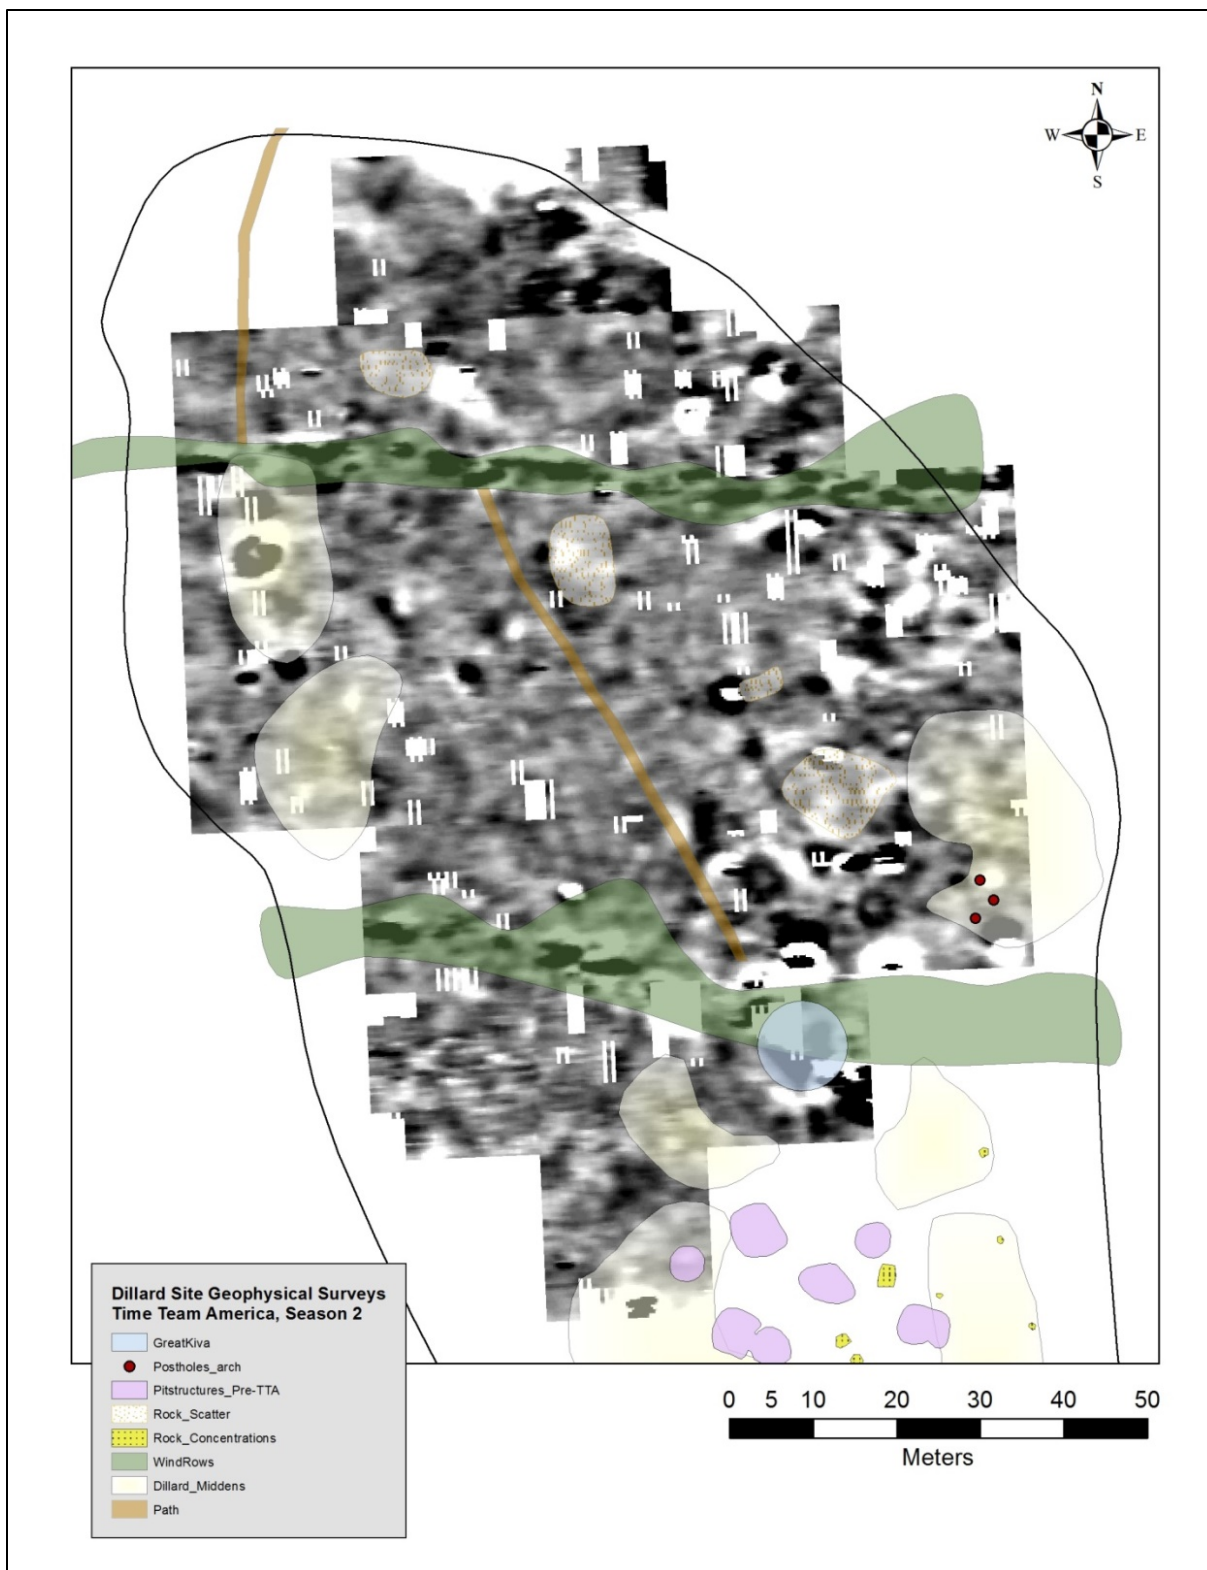 N
W E
S
Dillard Site Geophysical Surveys
Time Team America, Season 2
GreatKiva
Postholes_arch
Pitstructures_Pre-TTA
Rock_Scatter
Rock_Concentrations
WindRows
Dillard_Middens
Path
0 5 10 20 30 40 50
Meters